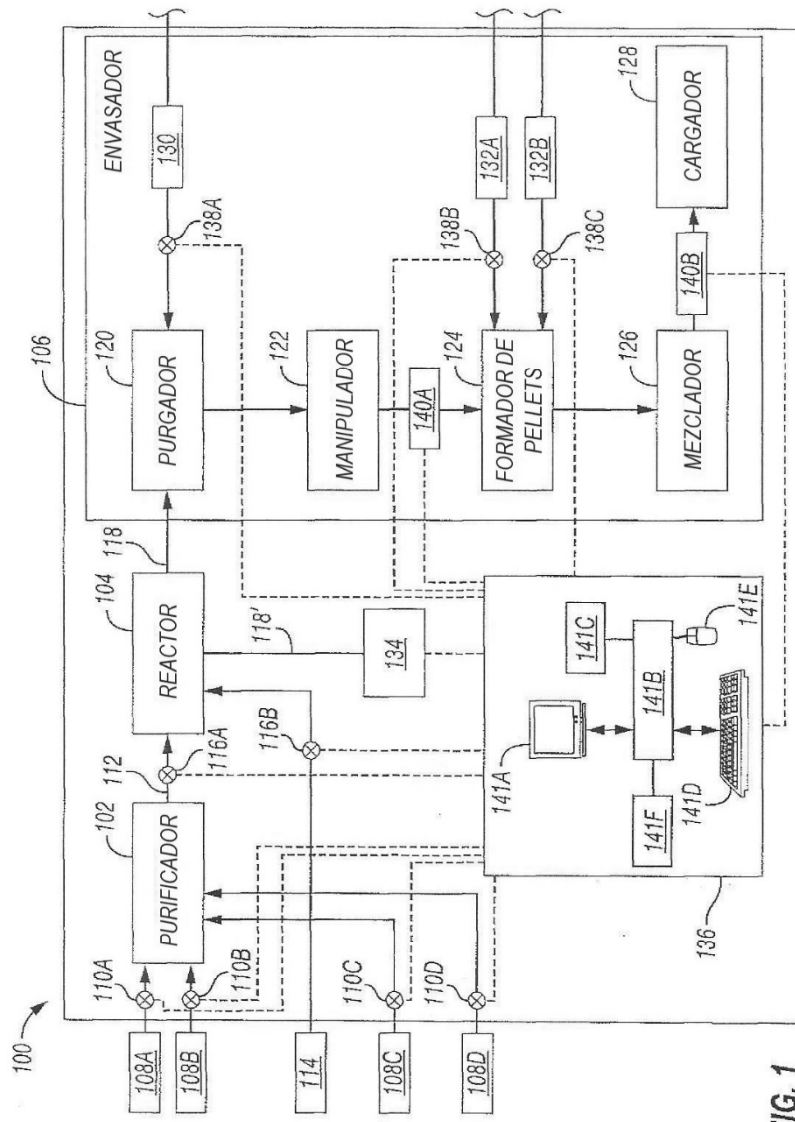 100
106
ENVASADOR
108A
110A
108B
110B
102
PURIFICADOR
112
116A
104
REACTOR
118
120
PURGADOR
138A
130
122
MANIPULADOR
114
116B
118'
134
140A
108C
110C
108D
110D
124
FORMADOR DE
PELLETS
138B
132A
138C
132B
136
141A
141B
141C
141D
141E
141F
126
MEZCLADOR
140B
128
CARGADOR
FIG. 1